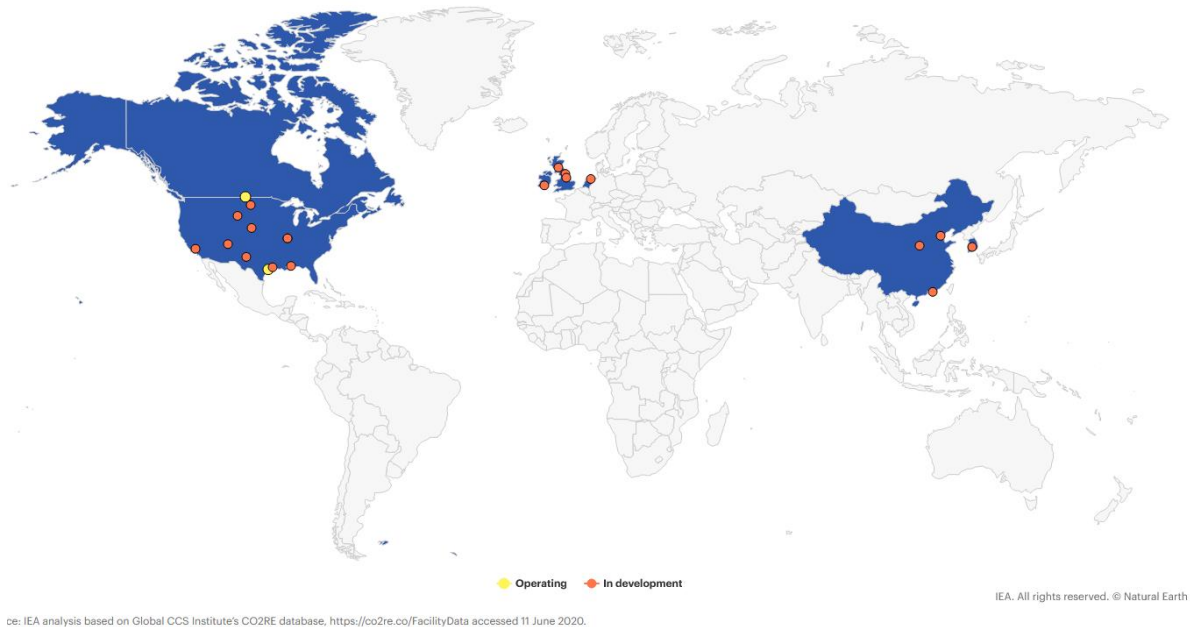 Operating
In development
IEA. All rights reserved. © Natural Earth
ce: IEA analysis based on Global CCS Institute's CO2RE database, https://co2re.co/FacilityData accessed 11 June 2020.